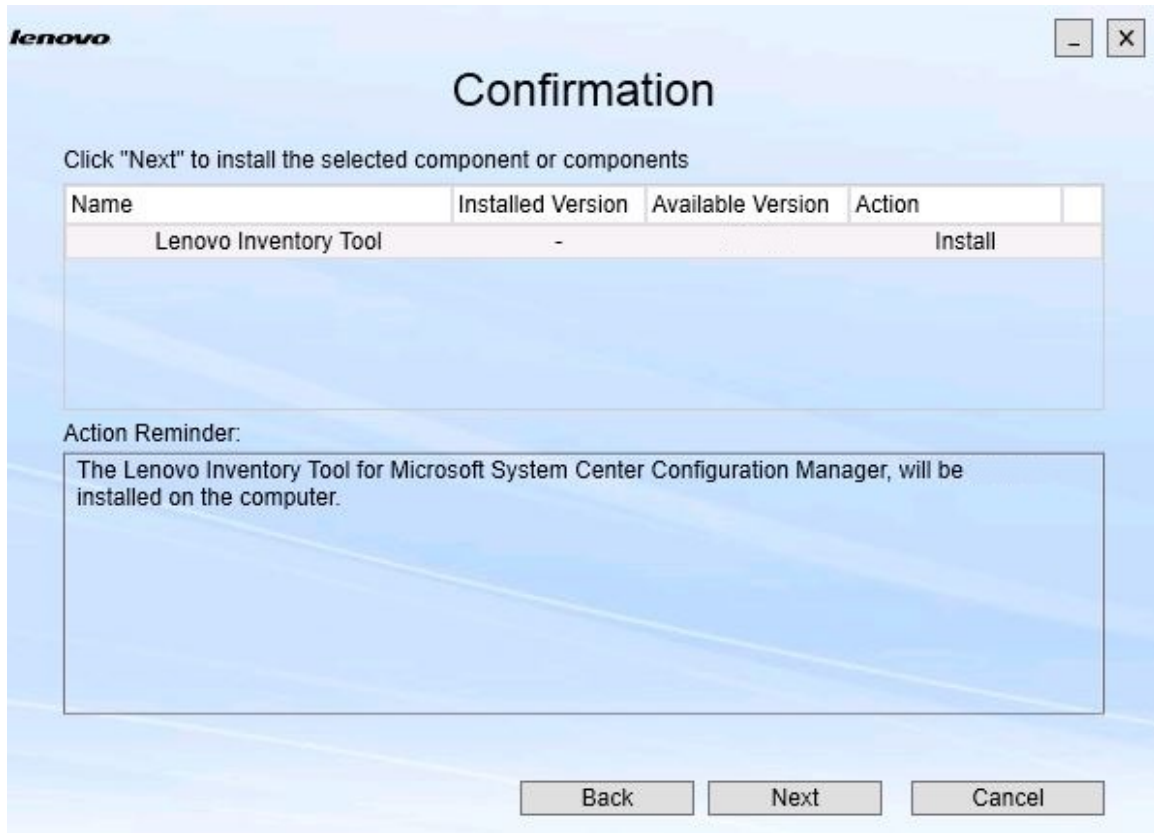 lenovo
Confirmation
Click "Next" to install the selected component or components
Name Installed Version Available Version Action
Lenovo Inventory Tool - Install
Action Reminder:
The Lenovo Inventory Tool for Microsoft System Center Configuration Manager, will be
installed on the computer.
Back Next Cancel